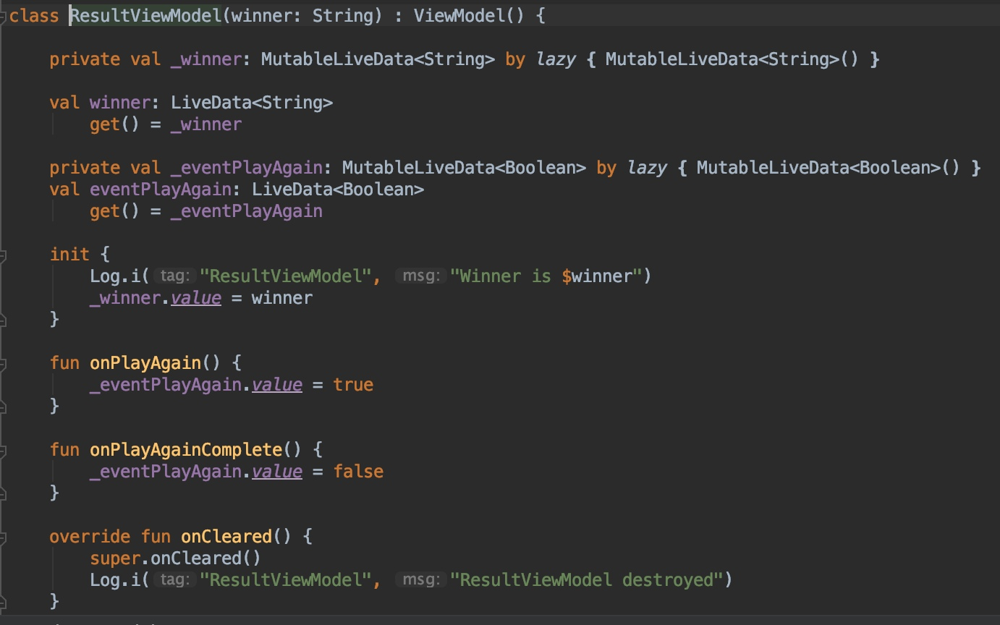 class ResultViewModel(winner: String) : ViewModel() {
private val _winner: MutableLiveData<String> by lazy { MutableLiveData<String>() }
val winner: LiveData<String>
get() = _winner
private val _eventPlayAgain: MutableLiveData<Boolean> by lazy { MutableLiveData<Boolean>() }
val eventPlayAgain: LiveData<Boolean>
get() = _eventPlayAgain
init {
Log.i( tag: "ResultViewModel", msg: "Winner is $winner")
_winner.value = winner
}
fun onPlayAgain() {
_eventPlayAgain.value = true
}
fun onPlayAgainComplete() {
_eventPlayAgain.value = false
}
override fun onCleared() {
super.onCleared()
Log.i( tag: "ResultViewModel", msg: "ResultViewModel destroyed")
}